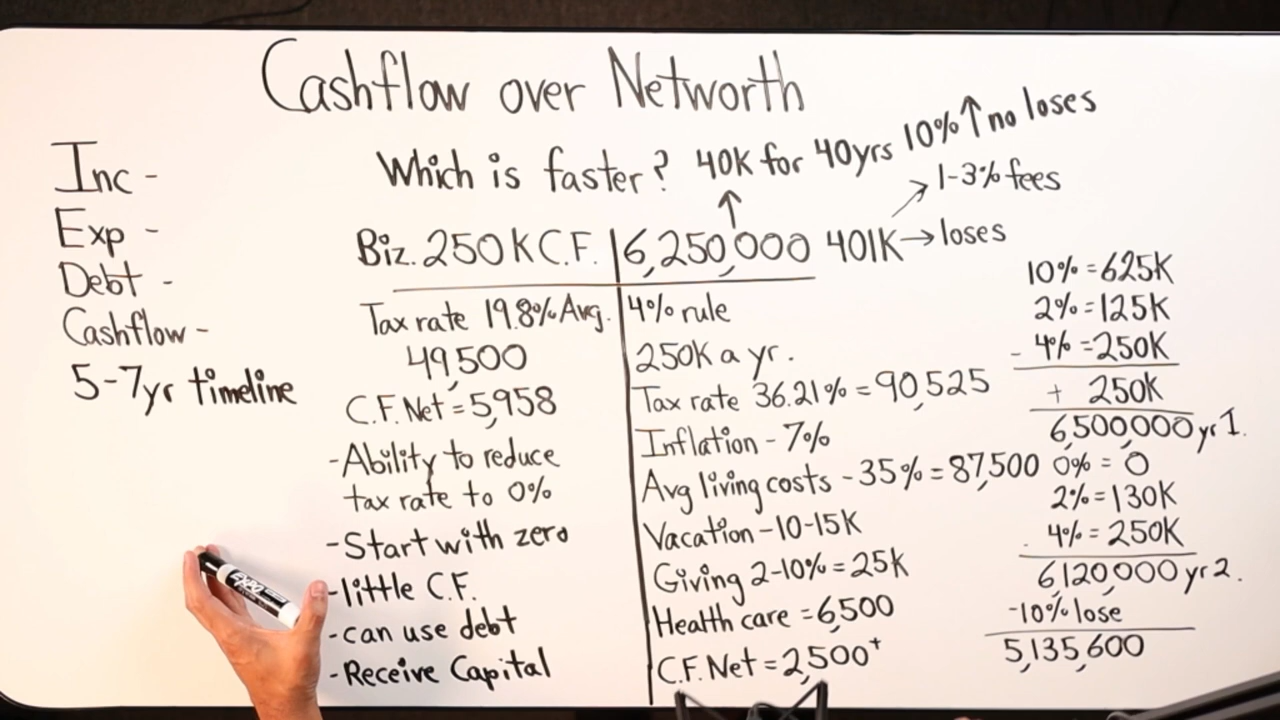 Cashflow over Networth
Which is faster? 40K for 40yrs 10%↑ no loses
Inc -
Exp -
Debt -
Cashflow -
5-7yr timeline
Biz. 250K C.F. | 6,250,000 401K → loses
↗ 1-3% fees
Tax rate 19.8% Avg.
49,500
C.F. Net = 5,958
-Ability to reduce
tax rate to 0%
-Start with zero
-little C.F.
-can use debt
-Receive Capital
4% rule
250K a yr.
Tax rate 36.21% = 90,525
Inflation - 7%
Avg living costs - 35% = 87,500
Vacation - 10-15K
Giving 2-10% = 25K
Health care = 6,500
C.F. Net = 2,500+
10% = 625K
2% = 125K
- 4% = 250K
+ 250K
6,500,000 yr 1.
0% = 0
2% = 130K
- 4% = 250K
6,120,000 yr 2.
-10% lose
5,135,600
EXPO